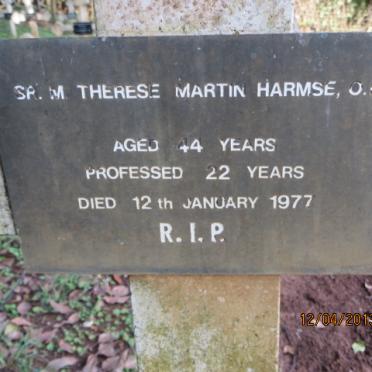 SR. M. THERESE MARTIN HARMSE, O.
AGED 44 YEARS
PROFESSED 22 YEARS
DIED 12th JANUARY 1977
R.I.P.
12/04/201